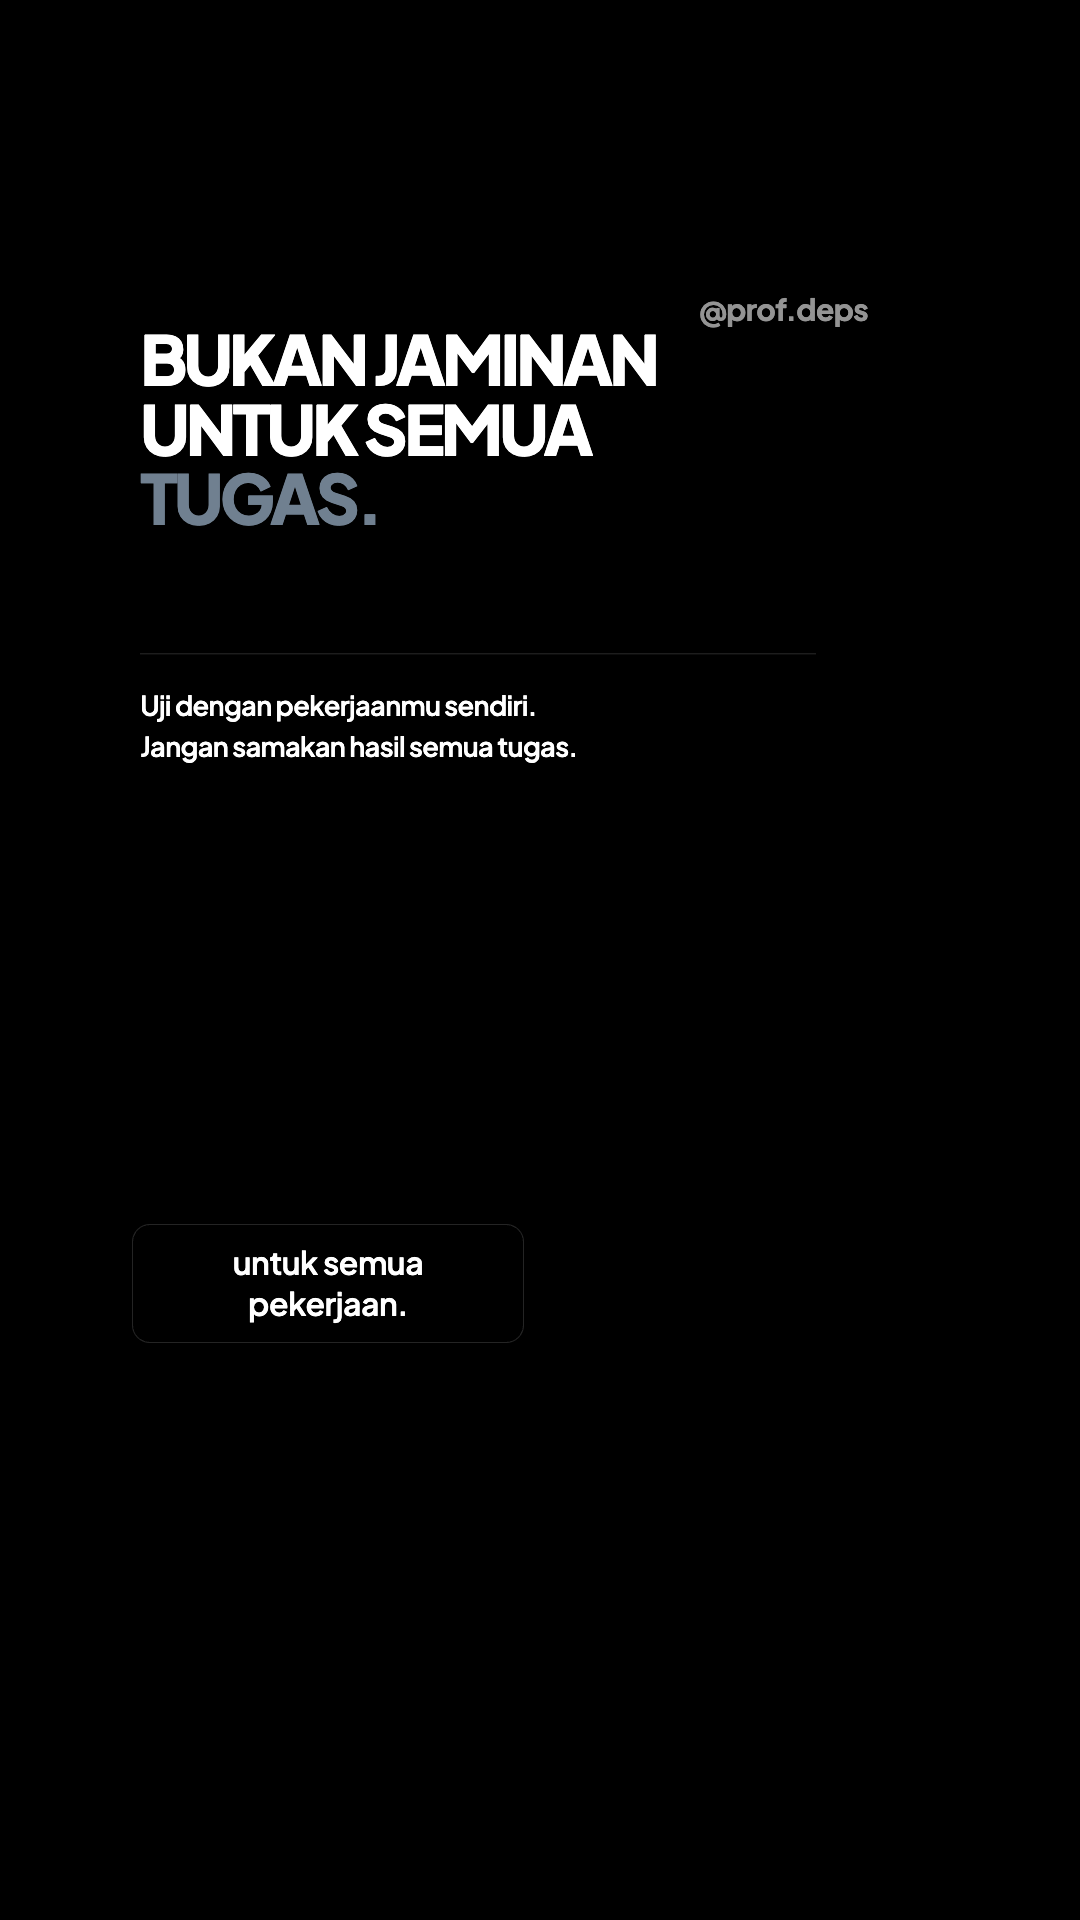 @prof.deps
BUKAN JAMINAN
UNTUK SEMUA
TUGAS.
Uji dengan pekerjaanmu sendiri.
Jangan samakan hasil semua tugas.
untuk semua
pekerjaan.